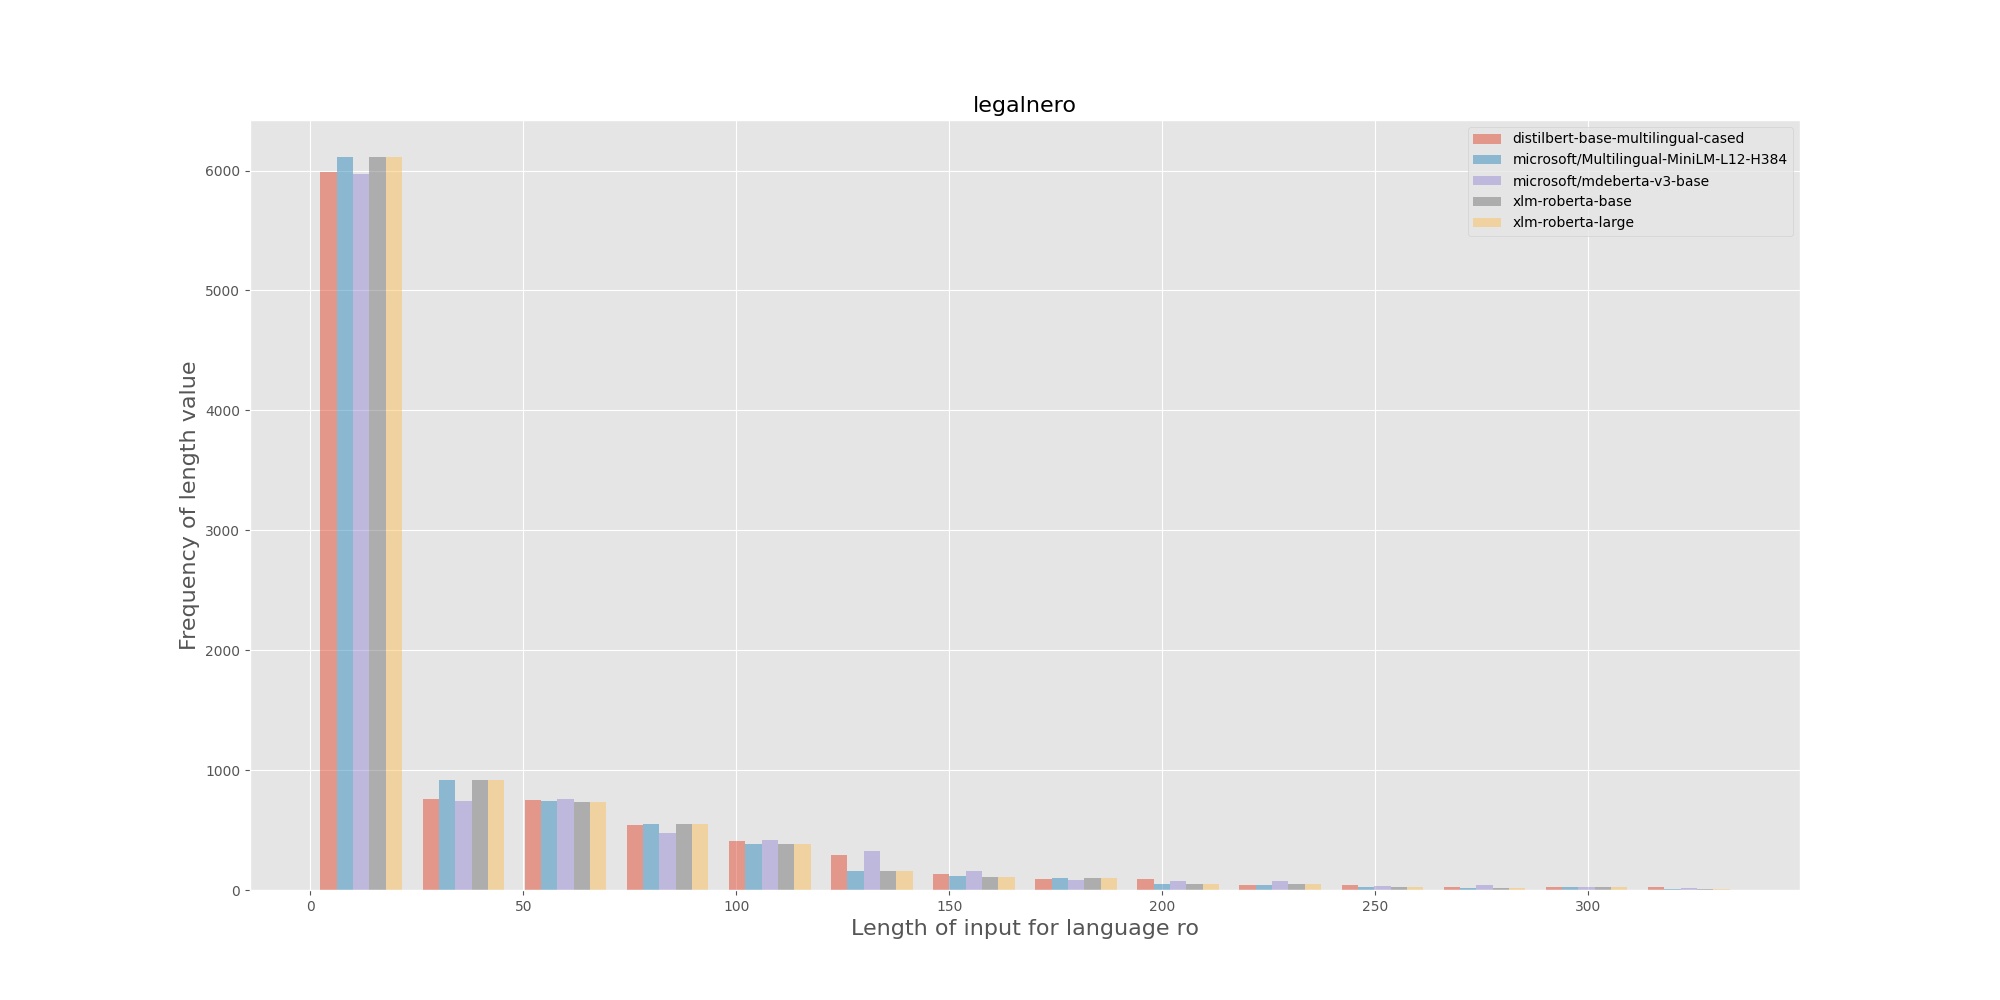 legalnero
distilbert-base-multilingual-cased
microsoft/Multilingual-MiniLM-L12-H384
microsoft/mdeberta-v3-base
xlm-roberta-base
xlm-roberta-large
Frequency of length value
6000
5000
4000
3000
2000
1000
0
0 50 100 150 200 250 300
Length of input for language ro